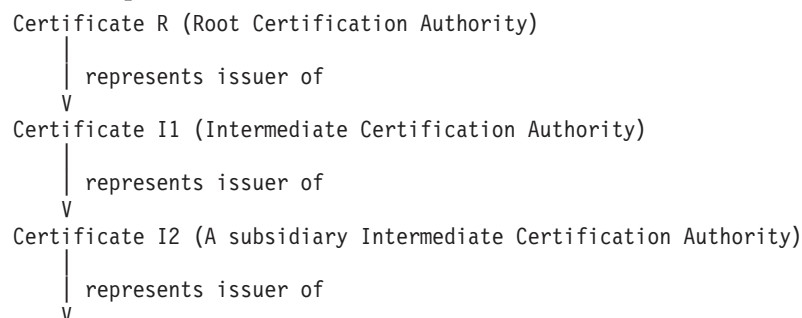 Certificate R (Root Certification Authority)
|
| represents issuer of
V
Certificate I1 (Intermediate Certification Authority)
|
| represents issuer of
V
Certificate I2 (A subsidiary Intermediate Certification Authority)
|
| represents issuer of
V